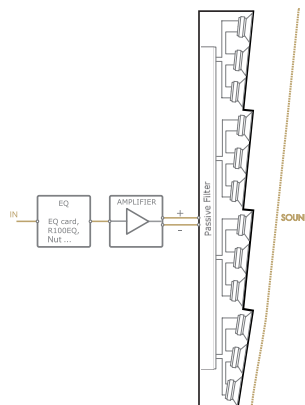 IN
EQ
EQ card,
R100EQ,
Nut ...
AMPLIFIER
+
-
Passive Filter
SOUN